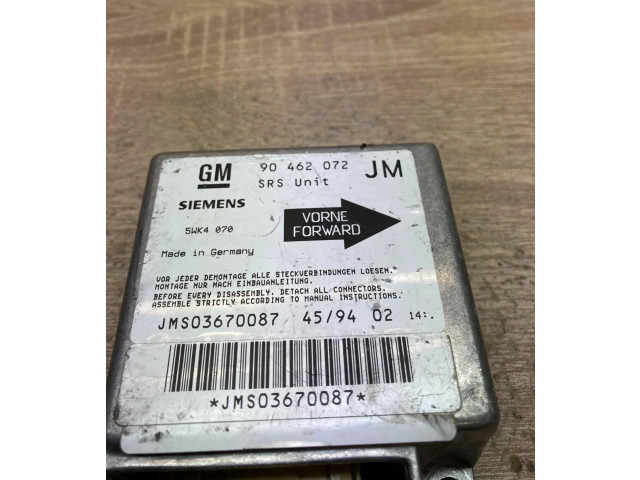 GM 90 462 072 JM
SRS Unit
SIEMENS
VORNE
FORWARD
5WK4 070
Made in Germany
VOR JEDER DEMONTAGE ALLE STECKVERBINDUNGEN LOESEN.
MONTAGE NUR NACH EINBAUANLEITUNG.
BEFORE EVERY DISASSEMBLY, DETACH ALL CONNECTORS.
ASSEMBLE STRICTLY ACCORDING TO MANUAL INSTRUCTIONS.
JMS03670087 45/94 02 14:.
*JMS03670087*